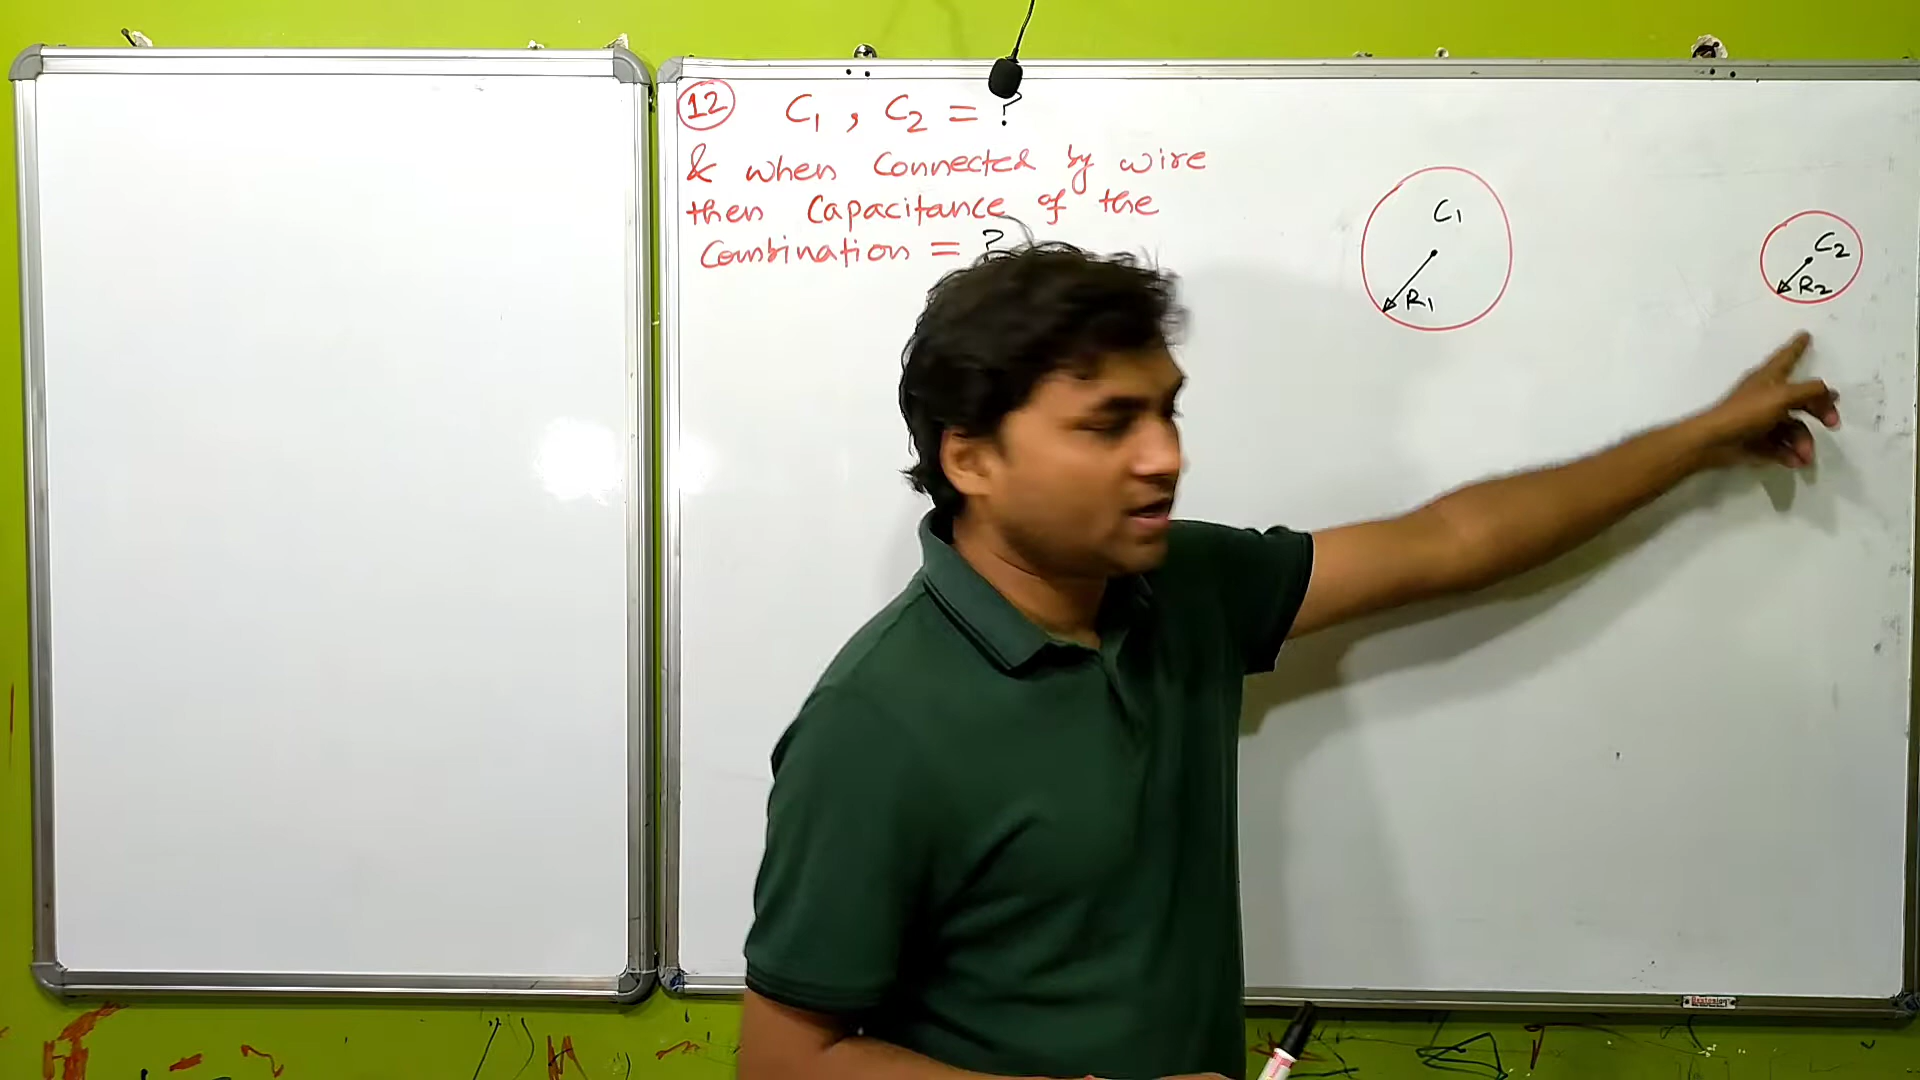 12 C1 , C2 = ?
& when connected by wire
then Capacitance of the
Combination = ?
C1
R1
C2
R2